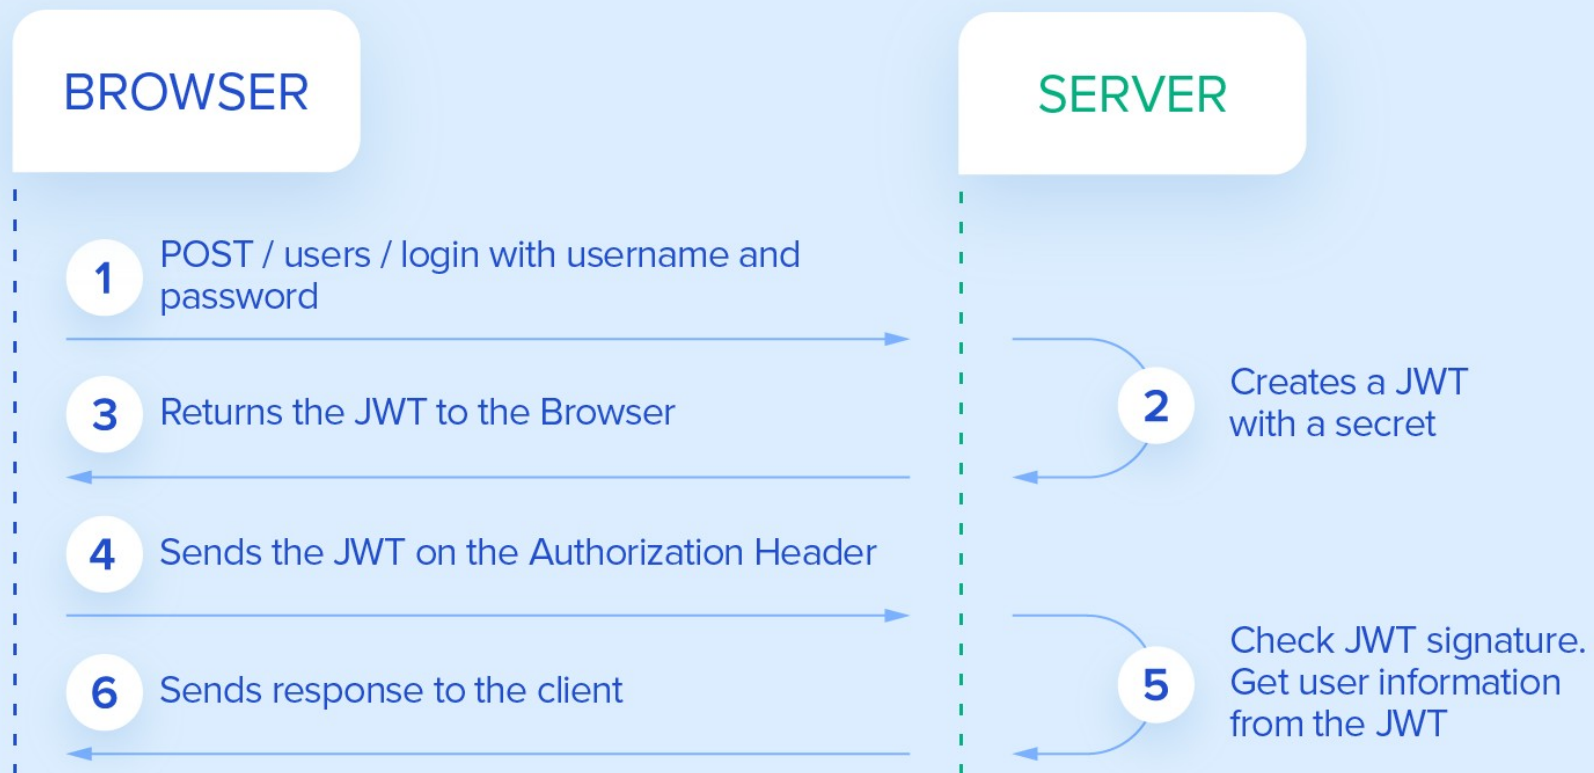 BROWSER
SERVER
1
POST / users / login with username and
password
2
Creates a JWT
with a secret
3
Returns the JWT to the Browser
4
Sends the JWT on the Authorization Header
5
Check JWT signature.
Get user information
from the JWT
6
Sends response to the client